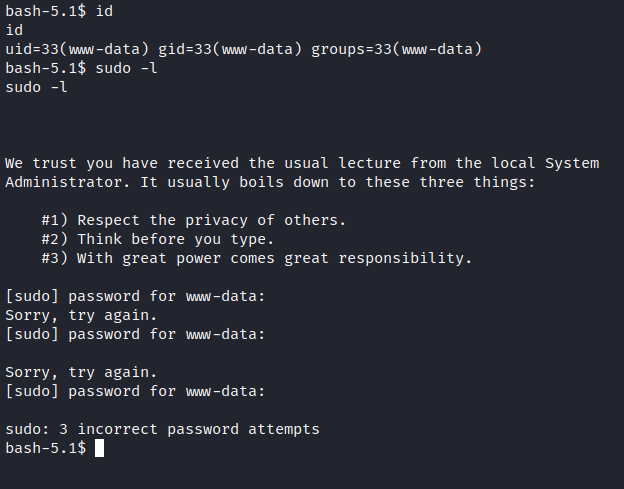 bash-5.1$ id
id
uid=33(www-data) gid=33(www-data) groups=33(www-data)
bash-5.1$ sudo -l
sudo -l
We trust you have received the usual lecture from the local System
Administrator. It usually boils down to these three things:
#1) Respect the privacy of others.
#2) Think before you type.
#3) With great power comes great responsibility.
[sudo] password for www-data:
Sorry, try again.
[sudo] password for www-data:
Sorry, try again.
[sudo] password for www-data:
sudo: 3 incorrect password attempts
bash-5.1$